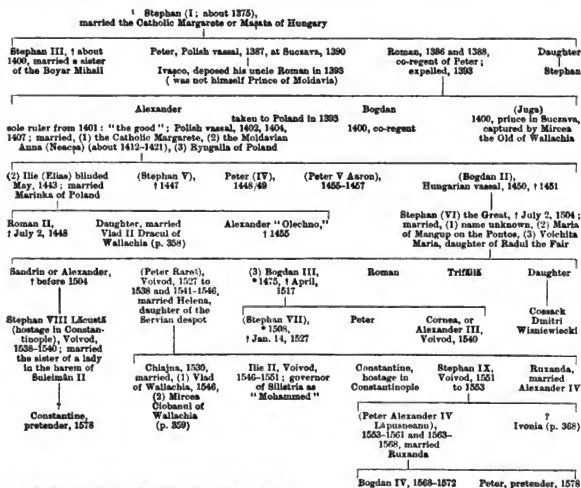 ¹ Stephan (I; about 1375),
married the Catholic Margarete or Mașata of Hungary
Stephan III, † about
1400, married a sister
of the Boyar Mihail
Peter, Polish vassal, 1387, at Suczava, 1390
Ivasco, deposed his uncle Roman in 1393
(was not himself Prince of Moldavia)
Roman, 1386 and 1388,
co-regent of Peter;
expelled, 1393
Daughter
Stephan
Alexander
taken to Poland in 1393
sole ruler from 1401: "the good"; Polish vassal, 1402, 1404,
1407; married, (1) the Catholic Margarete, (2) the Moldavian
Anna (Neacșa) (about 1412–1421), (3) Ryngalla of Poland
Bogdan
1400, co-regent
(Juga)
1400, prince in Suczava,
captured by Mircea
the Old of Wallachia
(2) Ilie (Elias) blinded
May, 1443; married
Marinka of Poland
(Stephan V),
† 1447
Peter (IV),
1448/49
(Peter V Aaron),
1455–1457
(Bogdan II),
Hungarian vassal, 1450, † 1451
Roman II,
† July 2, 1448
Daughter, married
Vlad II Dracul of
Wallachia (p. 358)
Alexander "Olechno,"
† 1455
Stephan (VI) the Great, † July 2, 1504;
married, (1) name unknown, (2) Maria
of Mangup on the Pontos, (3) Voichita
Maria, daughter of Radul the Fair
Sandrin or Alexander,
† before 1504
(Peter Rareș),
Voivod, 1527 to
1538 and 1541–1546,
married Helena,
daughter of the
Servian despot
(3) Bogdan III,
*1475, † April,
1517
Roman
Trifăilă
Daughter
Stephan VIII Lăcustă
(hostage in Constan-
tinople), Voivod,
1538–1540; married
the sister of a lady
in the harem of
Suleimân II
(Stephan VII),
*1508,
† Jan. 14, 1527
Peter
Cornea, or
Alexander III,
Voivod, 1540
Cossack
Dmitri
Wisniewiecki
?
Constantine,
pretender, 1578
Chiajna, 1530,
married, (1) Vlad
of Wallachia, 1546,
(2) Mircea
Ciobanul of
Wallachia
(p. 359)
Ilie II, Voivod,
1546–1551; governor
of Silistria as
"Mohammed"
Constantine,
hostage in
Constantinople
Stephan IX,
Voivod, 1551
to 1553
Ruxanda,
married
Alexander IV
(Peter Alexander IV
Lăpușneanu),
1553–1561 and 1563–
1568, married
Ruxanda
?
Ivonia (p. 368)
Bogdan IV, 1568–1572
Peter, pretender, 1578